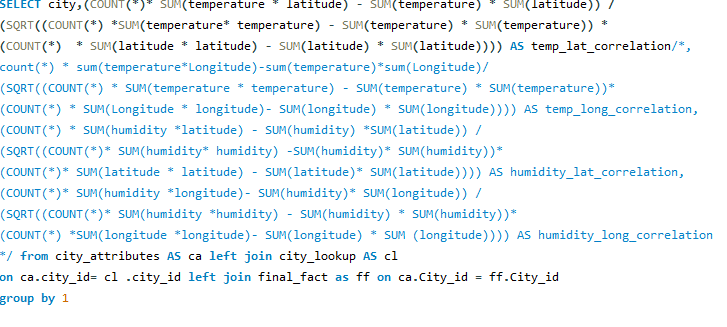 SELECT city,(COUNT(*)* SUM(temperature * latitude) - SUM(temperature) * SUM(latitude)) /
(SQRT((COUNT(*) *SUM(temperature* temperature) - SUM(temperature) * SUM(temperature)) *
(COUNT(*)  * SUM(latitude * latitude) - SUM(latitude) * SUM(latitude)))) AS temp_lat_correlation/*,
count(*) * sum(temperature*Longitude)-sum(temperature)*sum(Longitude)/
(SQRT((COUNT(*) * SUM(temperature * temperature) - SUM(temperature) * SUM(temperature))*
(COUNT(*) * SUM(Longitude * longitude)- SUM(longitude) * SUM(longitude)))) AS temp_long_correlation,
(COUNT(*) * SUM(humidity *latitude) - SUM(humidity) *SUM(latitude)) /
(SQRT((COUNT(*)* SUM(humidity* humidity) -SUM(humidity)* SUM(humidity))*
(COUNT(*)* SUM(latitude * latitude) - SUM(latitude)* SUM(latitude)))) AS humidity_lat_correlation,
(COUNT(*)* SUM(humidity *longitude)- SUM(humidity)* SUM(longitude)) /
(SQRT((COUNT(*)* SUM(humidity *humidity) - SUM(humidity) * SUM(humidity))*
(COUNT(*) *SUM(longitude *longitude)- SUM(longitude) * SUM (longitude)))) AS humidity_long_correlation
*/ from city_attributes AS ca left join city_lookup AS cl
on ca.city_id= cl .city_id left join final_fact as ff on ca.City_id = ff.City_id
group by 1